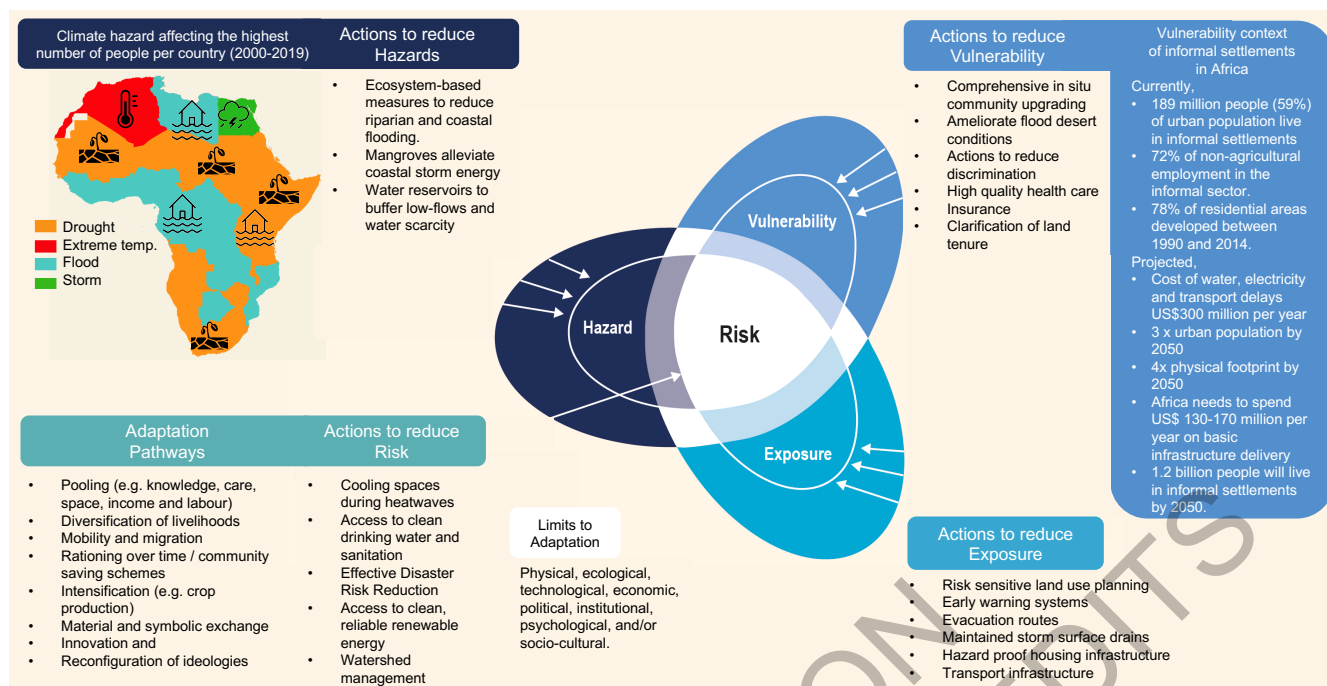 Climate hazard affecting the highest
number of people per country (2000-2019)
Drought
Extreme temp.
Flood
Storm
Actions to reduce
Hazards
• Ecosystem-based
measures to reduce
riparian and coastal
flooding.
• Mangroves alleviate
coastal storm energy
• Water reservoirs to
buffer low-flows and
water scarcity
Hazard
Vulnerability
Risk
Exposure
Actions to reduce
Vulnerability
• Comprehensive in situ
community upgrading
• Ameliorate flood desert
conditions
• Actions to reduce
discrimination
• High quality health care
• Insurance
• Clarification of land
tenure
Vulnerability context
of informal settlements
in Africa
Currently,
• 189 million people (59%)
of urban population live
in informal settlements
• 72% of non-agricultural
employment in the
informal sector.
• 78% of residential areas
developed between
1990 and 2014.
Projected,
• Cost of water, electricity
and transport delays
US$300 million per year
• 3 x urban population by
2050
• 4x physical footprint by
2050
• Africa needs to spend
US$ 130-170 million per
year on basic
infrastructure delivery
• 1.2 billion people will live
in informal settlements
by 2050.
Adaptation
Pathways
• Pooling (e.g. knowledge, care,
space, income and labour)
• Diversification of livelihoods
• Mobility and migration
• Rationing over time / community
saving schemes
• Intensification (e.g. crop
production)
• Material and symbolic exchange
• Innovation and
• Reconfiguration of ideologies
Actions to reduce
Risk
• Cooling spaces
during heatwaves
• Access to clean
drinking water and
sanitation
• Effective Disaster
Risk Reduction
• Access to clean,
reliable renewable
energy
• Watershed
management
Limits to
Adaptation
Physical, ecological,
technological, economic,
political, institutional,
psychological, and/or
socio-cultural.
Actions to reduce
Exposure
• Risk sensitive land use planning
• Early warning systems
• Evacuation routes
• Maintained storm surface drains
• Hazard proof housing infrastructure
• Transport infrastructure